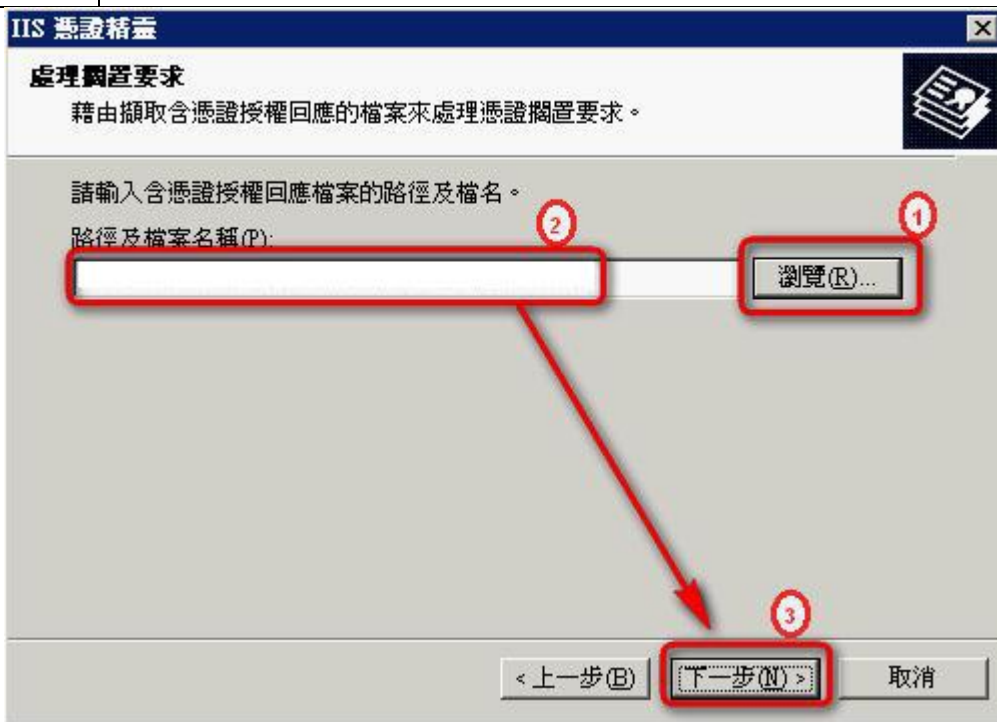 IIS 憑證精靈
處理擱置要求
藉由擷取含憑證授權回應的檔案來處理憑證擱置要求。
請輸入含憑證授權回應檔案的路徑及檔名。
路徑及檔案名稱(P):
2
1
瀏覽(R)...
3
<上一步(B)
下一步(N)>
取消